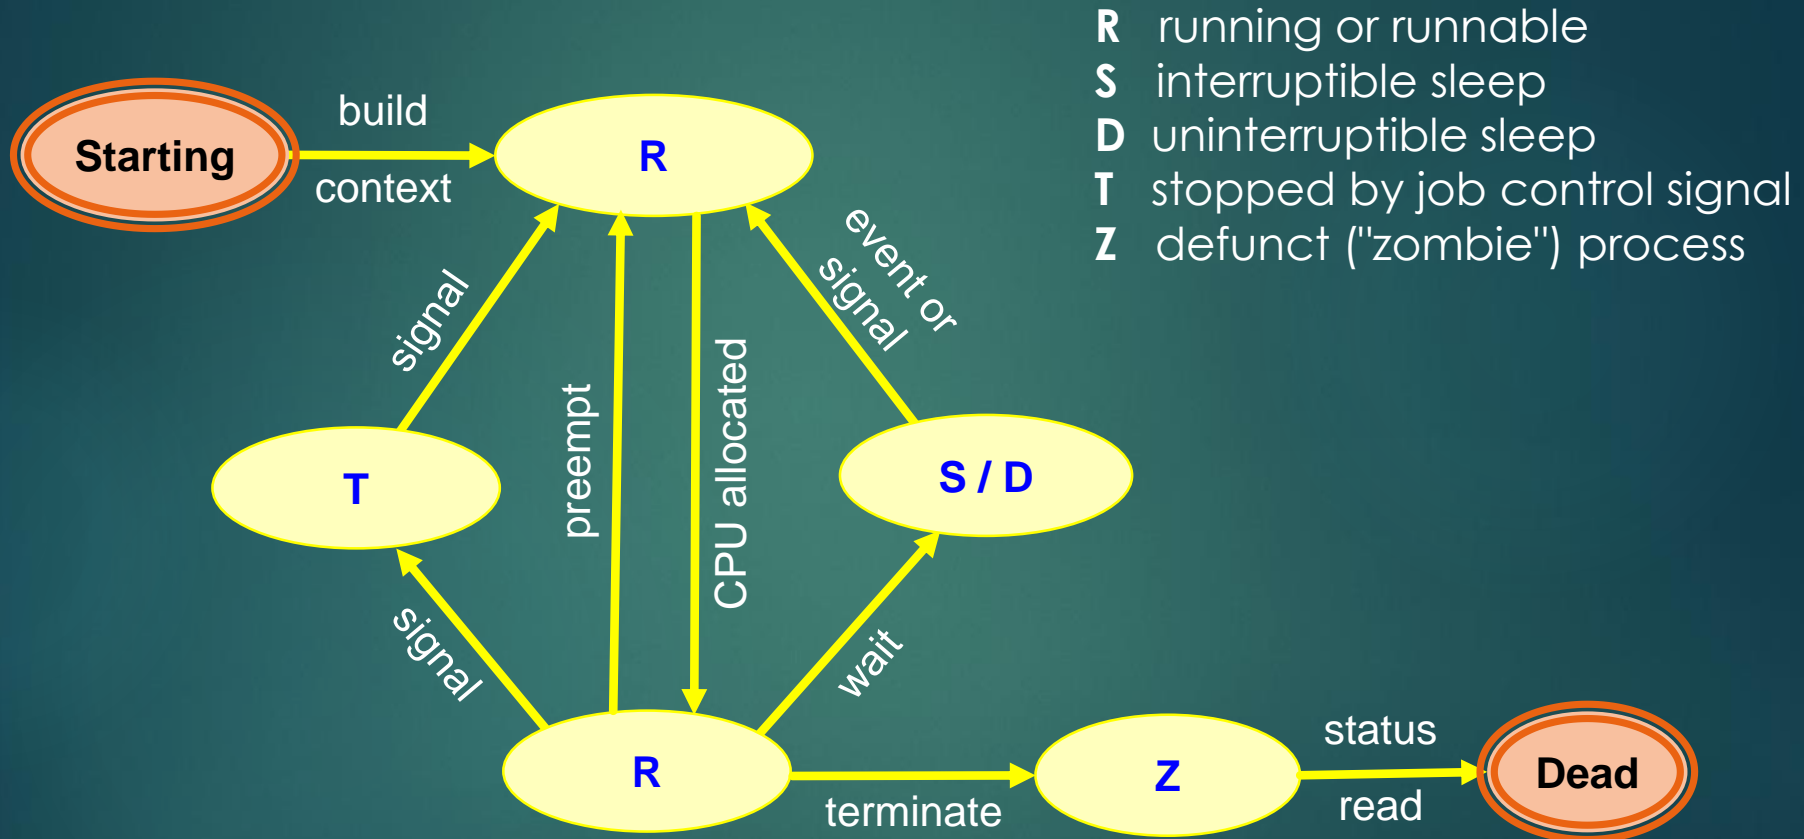 R running or runnable
S interruptible sleep
D uninterruptible sleep
T stopped by job control signal
Z defunct ("zombie") process
Starting
build
context
R
signal
preempt
CPU allocated
event or
signal
T
S / D
signal
wait
R
terminate
Z
status
read
Dead